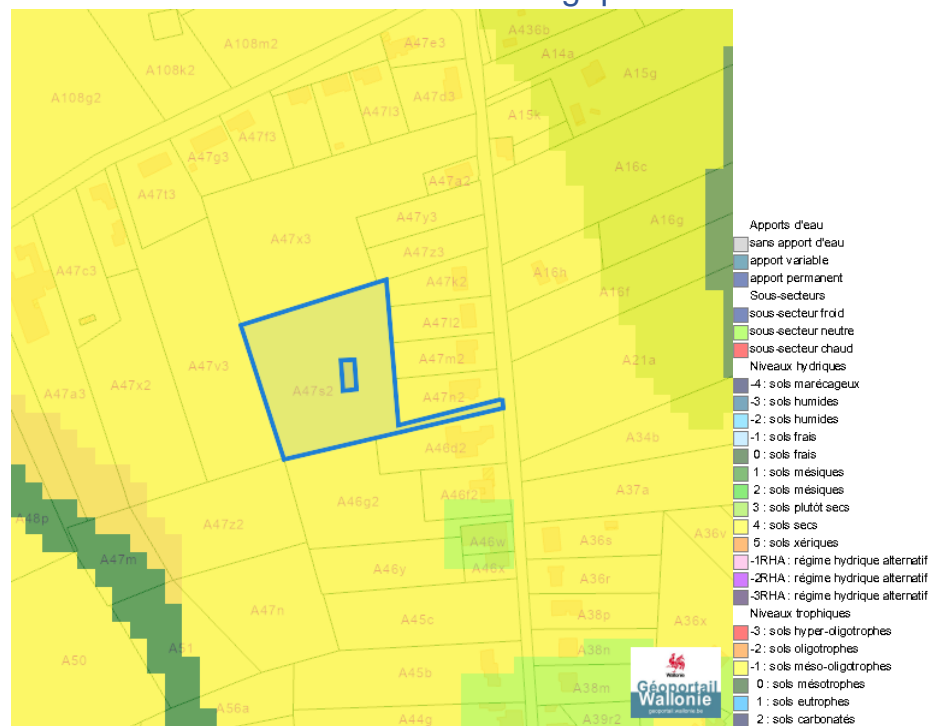 A436b
A108m2
A47e3
A14a
A108k2
A15g
A108g2
A47d3
A47l3
A15k
A47f3
A47g3
A16c
A47a2
A47t3
A47y3
A16g
A47x3
A47z3
A47c3
A16h
A47k2
A16f
A47l2
A47v3
A47m2
A21a
A47x2
A47s2
A47n2
A47a3
A34b
A46d2
A37a
A46g2
A46f2
A48p
A47z2
A46w
A36s
A36v
A47m
A46y
A46x
A36r
A47n
A45c
A38p
A36x
A51
A38n
A50
A45b
A38m
A56a
A44g
A39r2
Wallonie
Géoportail
Wallonie
geoportail.wallonie.be
Apports d'eau
sans apport d'eau
apport variable
apport permanent
Sous-secteurs
sous-secteur froid
sous-secteur neutre
sous-secteur chaud
Niveaux hydriques
-4 : sols marécageux
-3 : sols humides
-2 : sols humides
-1 : sols frais
0 : sols frais
1 : sols mésiques
2 : sols mésiques
3 : sols plutôt secs
4 : sols secs
5 : sols xériques
-1RHA : régime hydrique alternatif
-2RHA : régime hydrique alternatif
-3RHA : régime hydrique alternatif
Niveaux trophiques
-3 : sols hyper-oligotrophes
-2 : sols oligotrophes
-1 : sols méso-oligotrophes
0 : sols mésotrophes
1 : sols eutrophes
2 : sols carbonatés